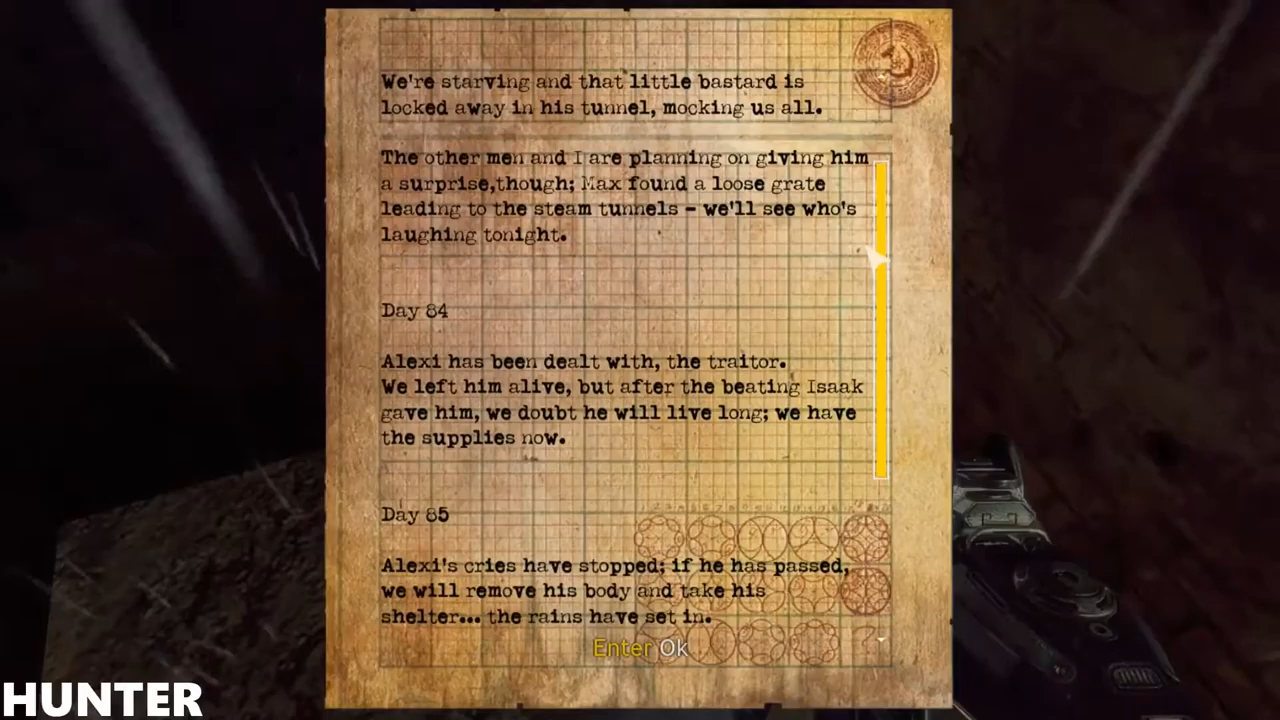 We're starving and that little bastard is
locked away in his tunnel, mocking us all.
The other men and I are planning on giving him
a surprise,though; Max found a loose grate
leading to the steam tunnels - we'll see who's
laughing tonight.
Day 84
Alexi has been dealt with, the traitor.
We left him alive, but after the beating Isaak
gave him, we doubt he will live long; we have
the supplies now.
Day 85
Alexi's cries have stopped; if he has passed,
we will remove his body and take his
shelter... the rains have set in.
Enter Ok
HUNTER